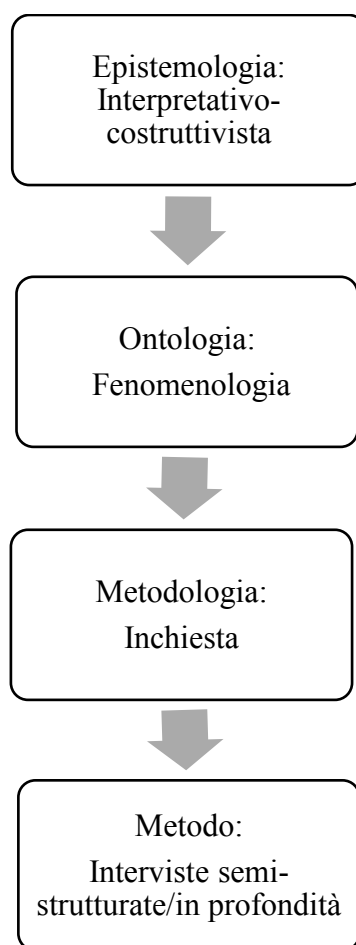 Epistemologia:
Interpretativo-
costruttivista
Ontologia:
Fenomenologia
Metodologia:
Inchiesta
Metodo:
Interviste semi-
strutturate/in profondità